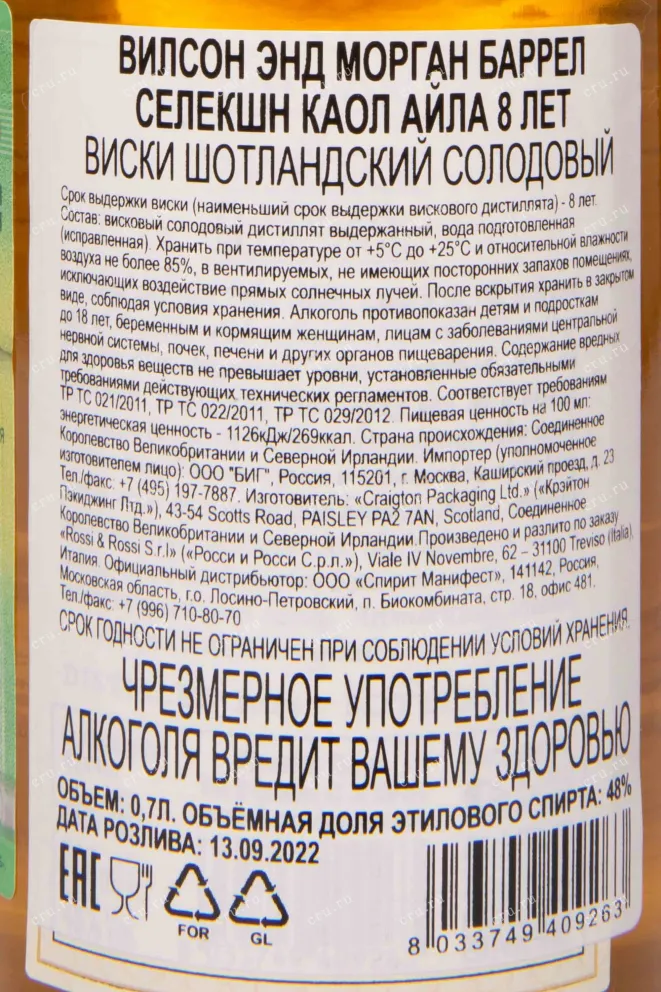 ВИЛСОН ЭНД МОРГАН БАРРЕЛ
СЕЛЕКШН КАОЛ АЙЛА 8 ЛЕТ
ВИСКИ ШОТЛАНДСКИЙ СОЛОДОВЫЙ
Срок выдержки виски (наименьший срок выдержки вискового дистиллята) - 8 лет.
Состав: висковый солодовый дистиллят выдержанный, вода подготовленная
(исправленная). Хранить при температуре от +5°С до +25°С и относительной влажности
воздуха не более 85%, в вентилируемых, не имеющих посторонних запахов помещениях,
исключающих воздействие прямых солнечных лучей. После вскрытия хранить в закрытом
виде, соблюдая условия хранения. Алкоголь противопоказан детям и подросткам
до 18 лет, беременным и кормящим женщинам, лицам с заболеваниями центральной
нервной системы, почек, печени и других органов пищеварения. Содержание вредных
для здоровья веществ не превышает уровни, установленные обязательными
требованиями действующих технических регламентов. Соответствует требованиям
ТР ТС 021/2011, ТР ТС 022/2011, ТР ТС 029/2012. Пищевая ценность на 100 мл:
энергетическая ценность - 1126кДж/269ккал. Страна происхождения: Соединенное
Королевство Великобритании и Северной Ирландии. Импортер (уполномоченное
изготовителем лицо): ООО "БИГ", Россия, 115201, г. Москва, Каширский проезд, д. 23
Тел./факс: +7 (495) 197-7887. Изготовитель: «Craigton Packaging Ltd.» («Крэйтон
Пэкиджинг Лтд.»), 43-54 Scotts Road, PAISLEY PA2 7AN, Scotland, Соединенное
Королевство Великобритании и Северной Ирландии.Произведено и разлито по заказу
«Rossi & Rossi S.r.l» («Росси и Росси С.р.л.»), Viale IV Novembre, 62 – 31100 Treviso (Italia),
Италия. Официальный дистрибьютор: ООО «Спирит Манифест», 141142, Россия,
Московская область, г.о. Лосино-Петровский, п. Биокомбината, стр. 18, офис 481.
Тел./факс: +7 (996) 710-80-70
СРОК ГОДНОСТИ НЕ ОГРАНИЧЕН ПРИ СОБЛЮДЕНИИ УСЛОВИЙ ХРАНЕНИЯ.
ЧРЕЗМЕРНОЕ УПОТРЕБЛЕНИЕ
АЛКОГОЛЯ ВРЕДИТ ВАШЕМУ ЗДОРОВЬЮ
ОБЪЕМ: 0,7Л. ОБЪЁМНАЯ ДОЛЯ ЭТИЛОВОГО СПИРТА: 48%
ДАТА РОЗЛИВА: 13.09.2022
EAC
FOR
GL
8 033749 409263